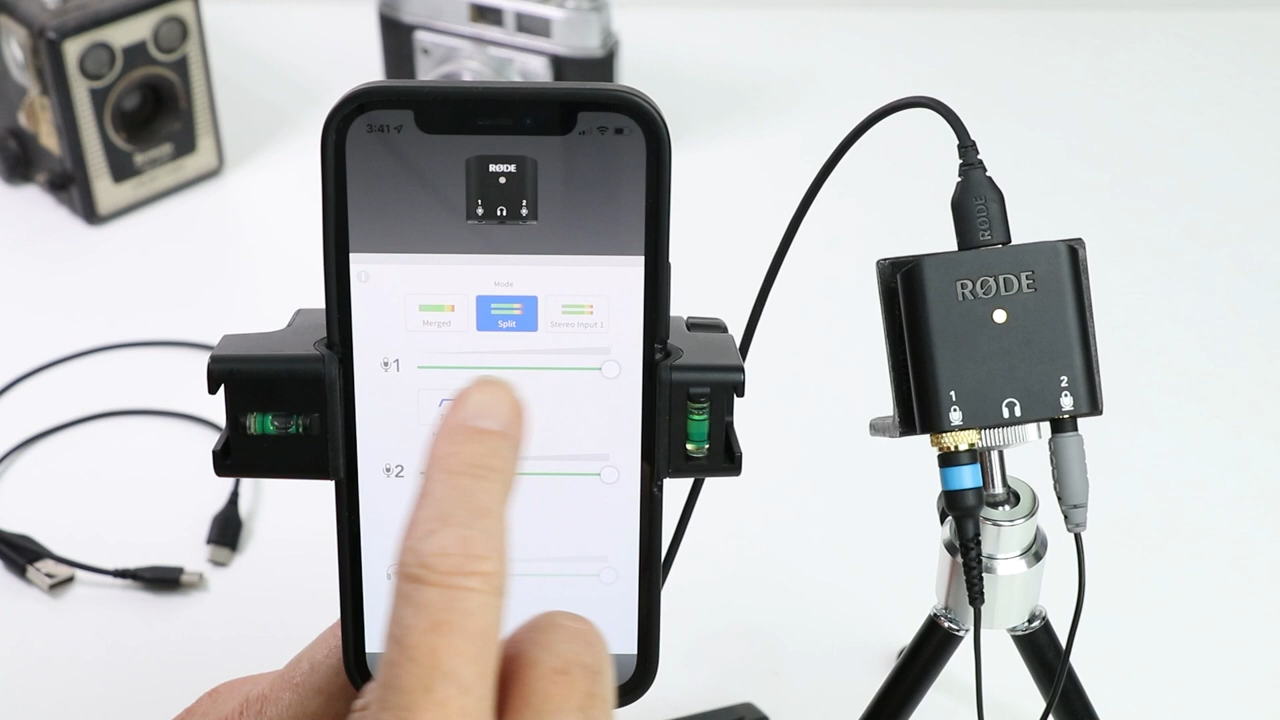 3:41
RØDE
1 2
Mode
Merged Split Stereo Input 1
1
2
RØDE
RØDE
1 2